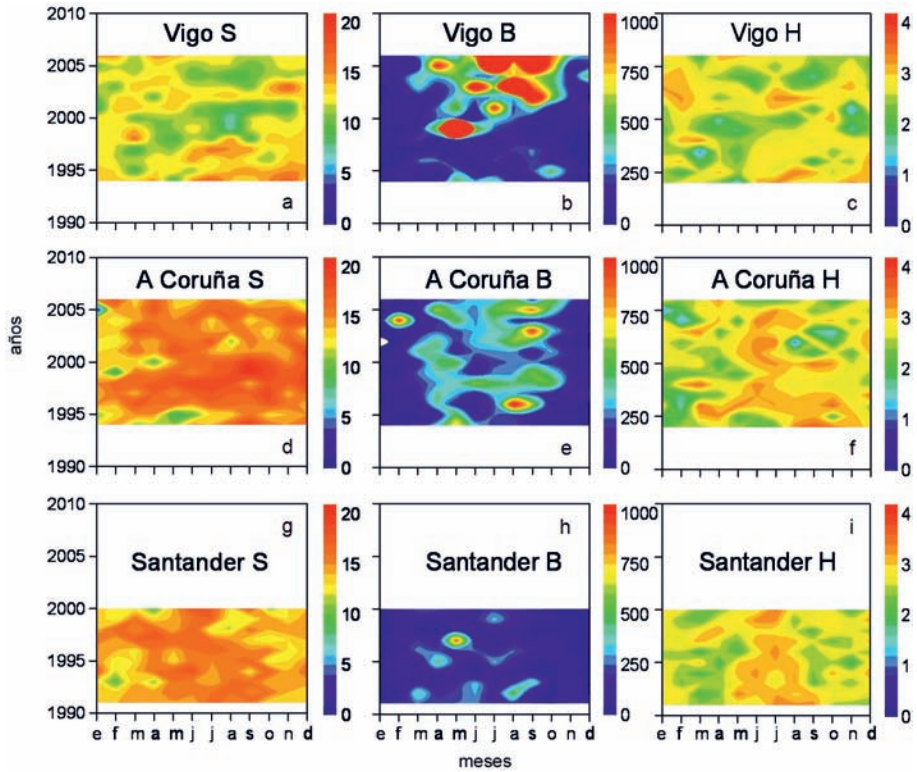 2010
2005
2000
1995
1990
Vigo S
a
20
15
10
5
0
Vigo B
b
1000
750
500
250
0
Vigo H
c
4
3
2
1
0
años
2010
2005
2000
1995
1990
A Coruña S
d
20
15
10
5
0
A Coruña B
e
1000
750
500
250
0
A Coruña H
f
4
3
2
1
0
2010
2005
2000
1995
1990
g
Santander S
20
15
10
5
0
h
Santander B
1000
750
500
250
0
i
Santander H
4
3
2
1
0
e f m a m j j a s o n d
e f m a m j j a s o n d
e f m a m j j a s o n d
meses